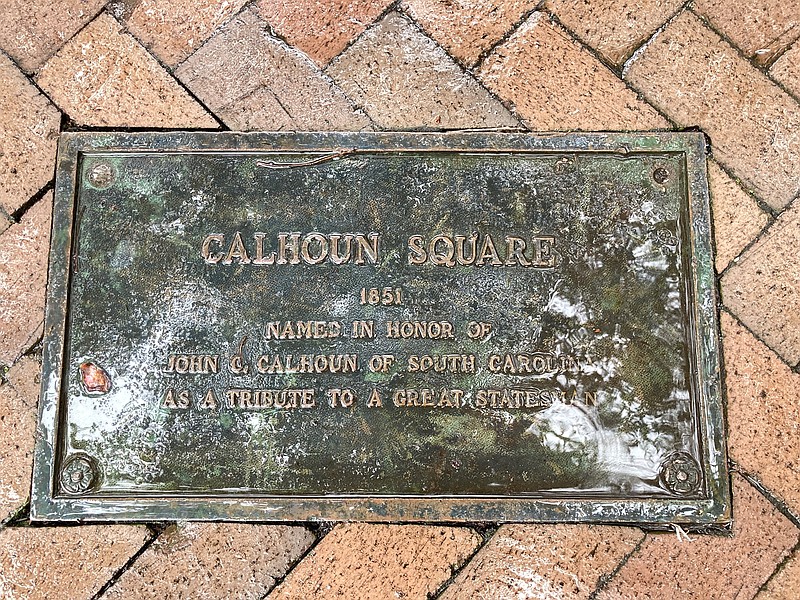 CALHOUN SQUARE
1851
NAMED IN HONOR OF
JOHN C. CALHOUN OF SOUTH CAROLINA
AS A TRIBUTE TO A GREAT STATESMAN